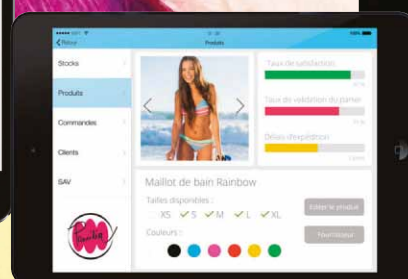 Retour
Produits
Stocks
Produits
Commandes
Clients
SAV
Taux de satisfaction
Taux de validation du panier
Délais d'expédition
Maillot de bain Rainbow
Tailles disponibles :
XS S M L XL
Couleurs :
Editer le produit
Fournisseur